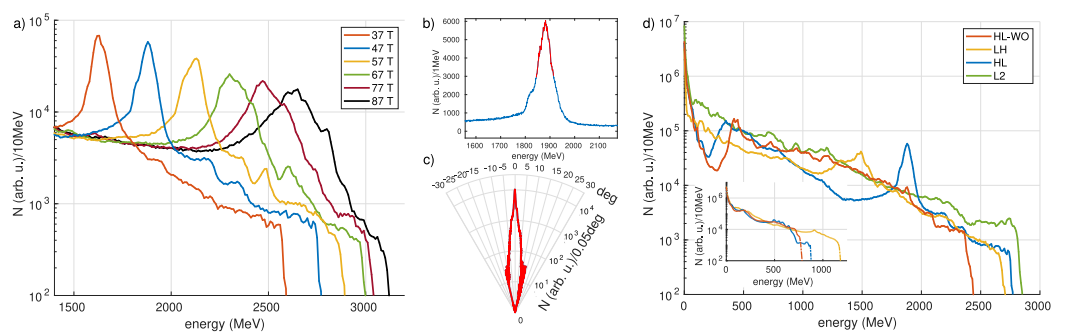 a)
N (arb. u.)/10MeV
10^5
10^4
10^3
10^2
1500
2000
2500
3000
energy (MeV)
37 T
47 T
57 T
67 T
77 T
87 T
b)
N (arb. u.)/1MeV
6000
5000
4000
3000
2000
1000
0
1600
1700
1800
1900
2000
2100
energy (MeV)
c)
-30
-25
-20
-15
-10
-5
0
5
10
15
20
25
30
deg
10^4
10^3
10^2
10^1
0
N (arb. u.)/0.05deg
d)
N (arb. u.)/10MeV
10^7
10^6
10^5
10^4
10^3
10^2
0
500
1000
1500
2000
2500
3000
energy (MeV)
HL-WO
LH
HL
L2
N (arb. u.)/10MeV
10^6
10^4
10^2
0
500
1000
energy (MeV)